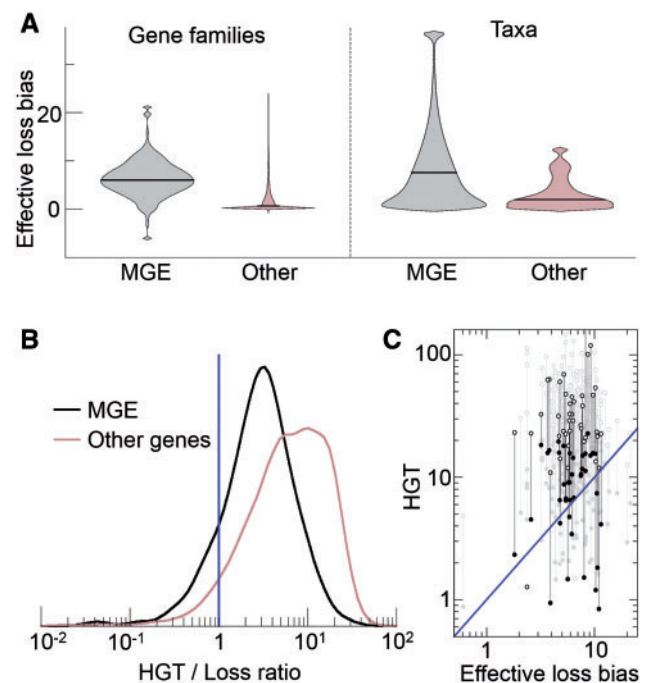 A
Gene families
Taxa
Effective loss bias
20
0
MGE
Other
MGE
Other
B
MGE
Other genes
10-2
10-1
1
101
102
HGT / Loss ratio
C
HGT
100
10
1
1
10
Effective loss bias